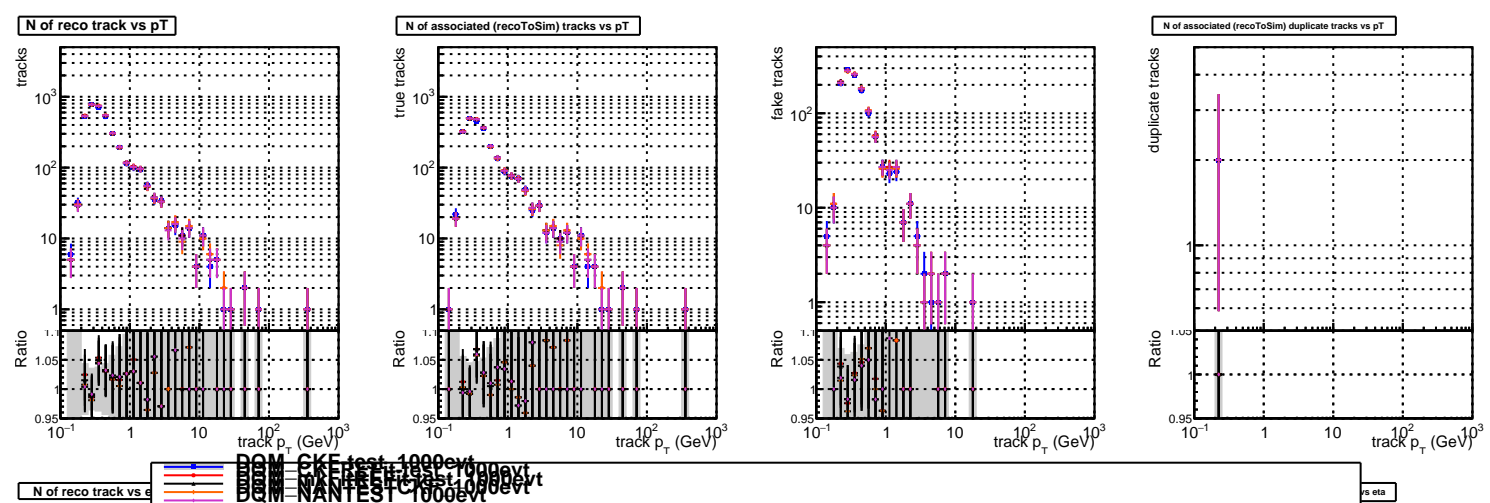 N of reco track vs pT
N of associated (recoToSim) tracks vs pT
N of associated (recoToSim) duplicate tracks vs pT
tracks
10³
10²
10
1
Ratio
1.1
1.05
1
0.95
10⁻¹ 1 10 10² 10³
track p_T (GeV)
true tracks
10³
10²
10
1
Ratio
1.1
1.05
1
0.95
10⁻¹ 1 10 10² 10³
track p_T (GeV)
fake tracks
10²
10
1
Ratio
1.1
1.05
1
0.95
10⁻¹ 1 10 10² 10³
track p_T (GeV)
duplicate tracks
1
Ratio
1.05
1
0.95
10⁻¹ 1 10 10² 10³
track p_T (GeV)
DQM_CKF-test_1000evt
DQM_NANTEST_1000evt
N of reco track vs e
vs eta